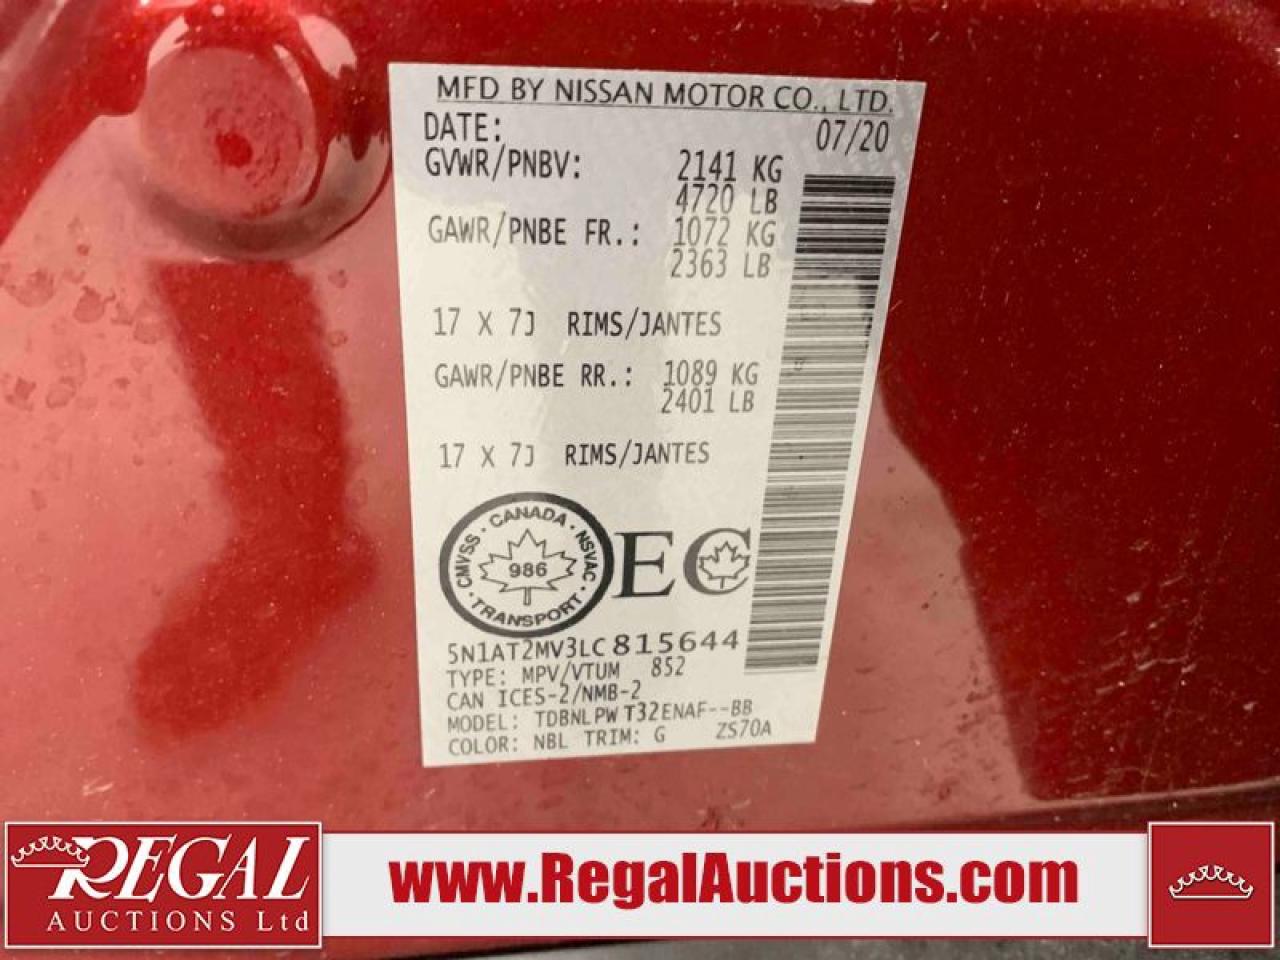 MFD BY NISSAN MOTOR CO., LTD.
DATE: 07/20
GVWR/PNBV: 2141 KG
4720 LB
GAWR/PNBE FR.: 1072 KG
2363 LB
17 X 7J RIMS/JANTES
GAWR/PNBE RR.: 1089 KG
2401 LB
17 X 7J RIMS/JANTES
CMVSS · CANADA · NSVAC · TRANSPORT ·
986
EC
5N1AT2MV3LC815644
TYPE: MPV/VTUM 852
CAN ICES-2/NMB-2
MODEL: TDBNLPWT32ENAF--BB
COLOR: NBL TRIM: G ZS70A
REGAL
AUCTIONS Ltd
www.RegalAuctions.com